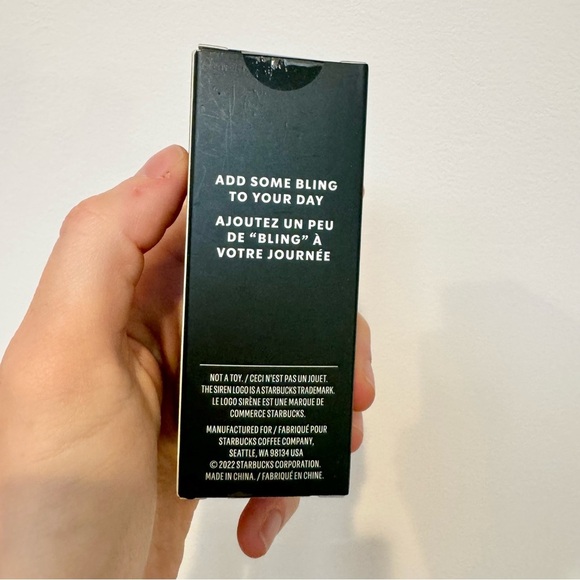 ADD SOME BLING
TO YOUR DAY
AJOUTEZ UN PEU
DE “BLING” À
VOTRE JOURNÉE
NOT A TOY. / CECI N'EST PAS UN JOUET.
THE SIREN LOGO IS A STARBUCKS TRADEMARK.
LE LOGO SIRÈNE EST UNE MARQUE DE
COMMERCE STARBUCKS.
MANUFACTURED FOR / FABRIQUÉ POUR
STARBUCKS COFFEE COMPANY,
SEATTLE, WA 98134 USA
© 2022 STARBUCKS CORPORATION.
MADE IN CHINA. / FABRIQUÉ EN CHINE.